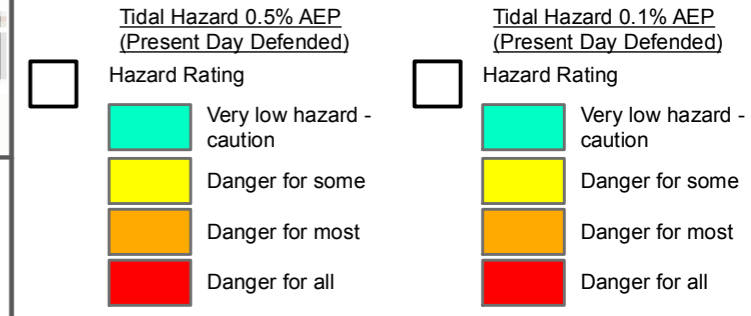 Tidal Hazard 0.5% AEP
(Present Day Defended)
Hazard Rating
Very low hazard -
caution
Danger for some
Danger for most
Danger for all
Tidal Hazard 0.1% AEP
(Present Day Defended)
Hazard Rating
Very low hazard -
caution
Danger for some
Danger for most
Danger for all